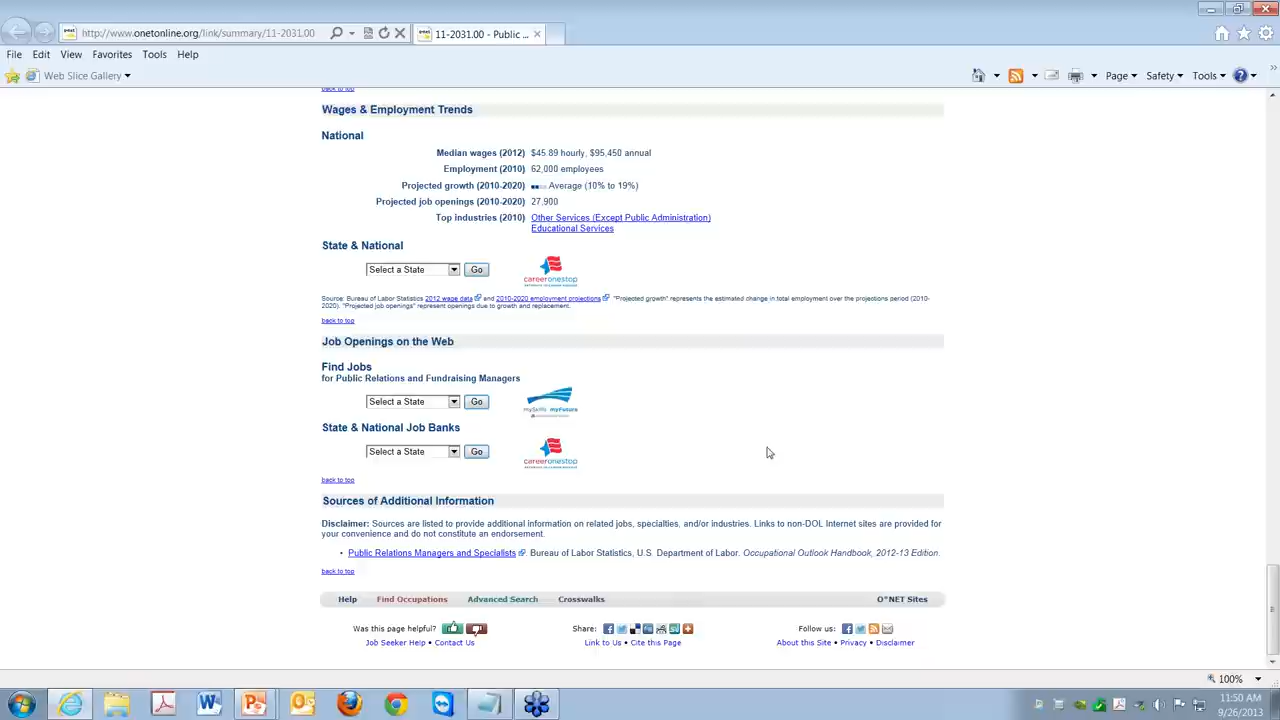 http://www.onetonline.org/link/summary/11-2031.00
11-2031.00 - Public ...
File Edit View Favorites Tools Help
Web Slice Gallery
Page Safety Tools
back to top
Wages & Employment Trends
National
Median wages (2012) $45.89 hourly, $95,450 annual
Employment (2010) 62,000 employees
Projected growth (2010-2020) Average (10% to 19%)
Projected job openings (2010-2020) 27,900
Top industries (2010) Other Services (Except Public Administration)
Educational Services
State & National
Select a State Go
careeronestop
Source: Bureau of Labor Statistics 2012 wage data and 2010-2020 employment projections. "Projected growth" represents the estimated change in total employment over the projections period (2010-
2020). "Projected job openings" represent openings due to growth and replacement.
back to top
Job Openings on the Web
Find Jobs
for Public Relations and Fundraising Managers
Select a State Go
mySkills myFuture
State & National Job Banks
Select a State Go
careeronestop
back to top
Sources of Additional Information
Disclaimer: Sources are listed to provide additional information on related jobs, specialties, and/or industries. Links to non-DOL Internet sites are provided for
your convenience and do not constitute an endorsement.
• Public Relations Managers and Specialists. Bureau of Labor Statistics, U.S. Department of Labor. Occupational Outlook Handbook, 2012-13 Edition.
back to top
Help Find Occupations Advanced Search Crosswalks O*NET Sites
Was this page helpful? Share: Follow us:
Job Seeker Help • Contact Us Link to Us • Cite this Page About this Site • Privacy • Disclaimer
100%
11:50 AM
9/26/2013